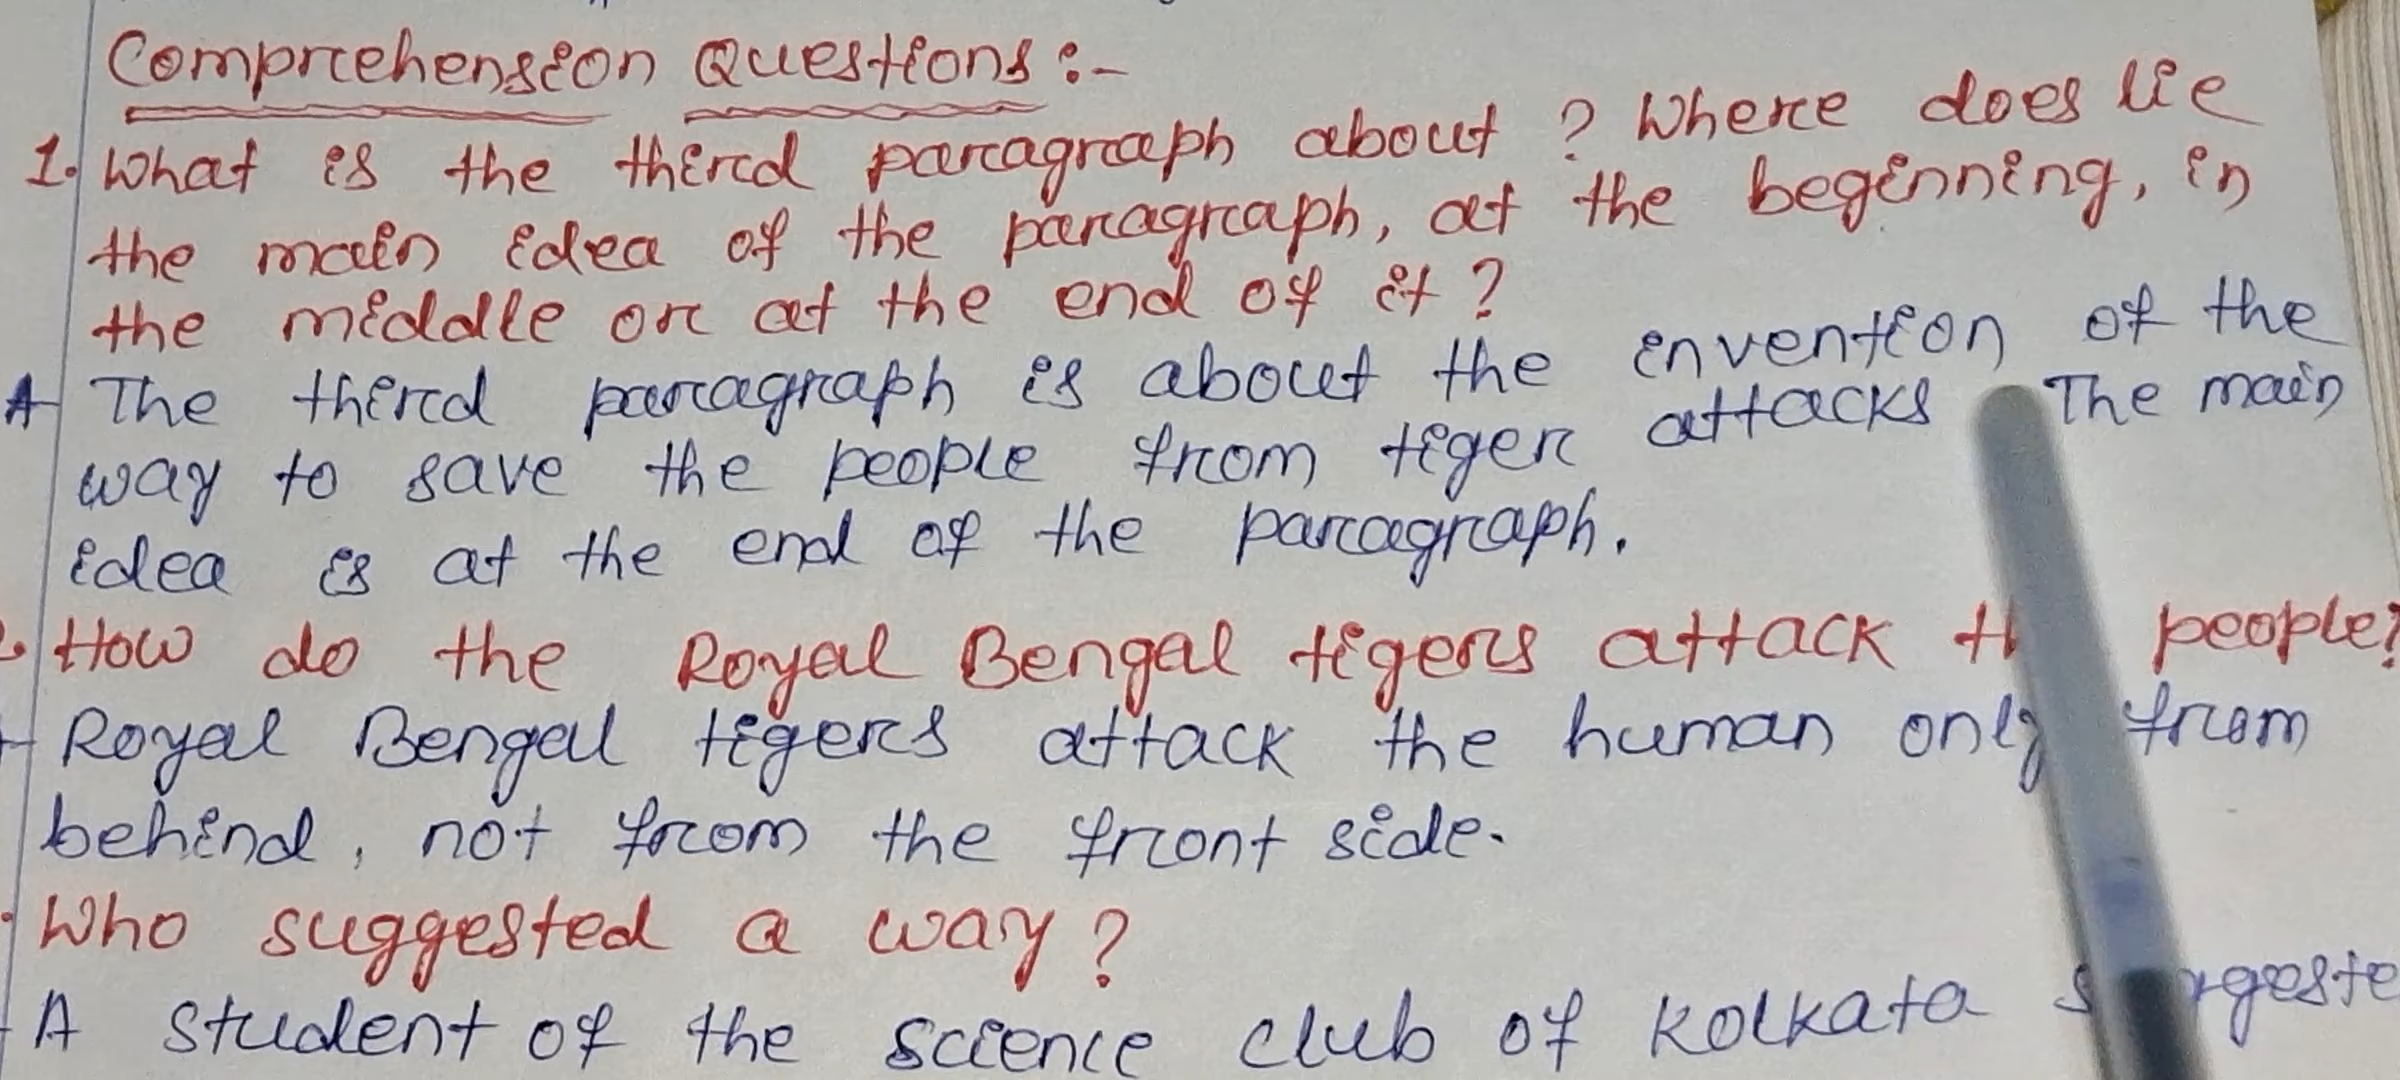 Comprehension Questions :-
1. What is the third paragraph about ? Where does lie
the main idea of the paragraph, at the beginning, in
the middle or at the end of it ?
A The third paragraph is about the invention of the
way to save the people from tiger attacks The main
idea is at the end of the paragraph.
How do the Royal Bengal tigers attack people?
Royal Bengal tigers attack the human only from
behind, not from the front side.
Who suggested a way?
A student of the science club of Kolkata